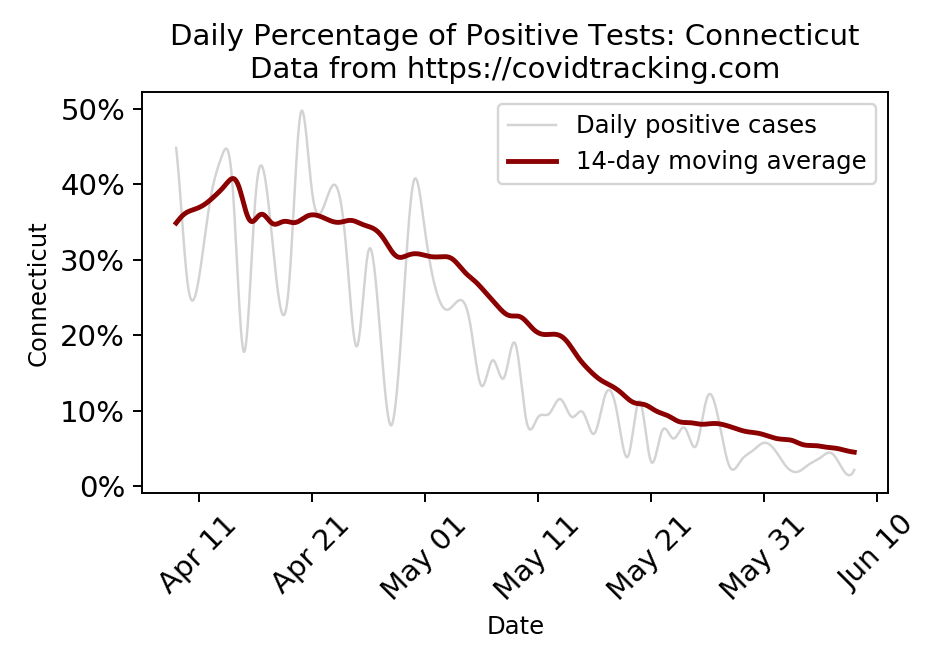 Daily Percentage of Positive Tests: Connecticut
Data from https://covidtracking.com
Daily positive cases
14-day moving average
50%
40%
30%
20%
10%
0%
Connecticut
Apr 11
Apr 21
May 01
May 11
May 21
May 31
Jun 10
Date